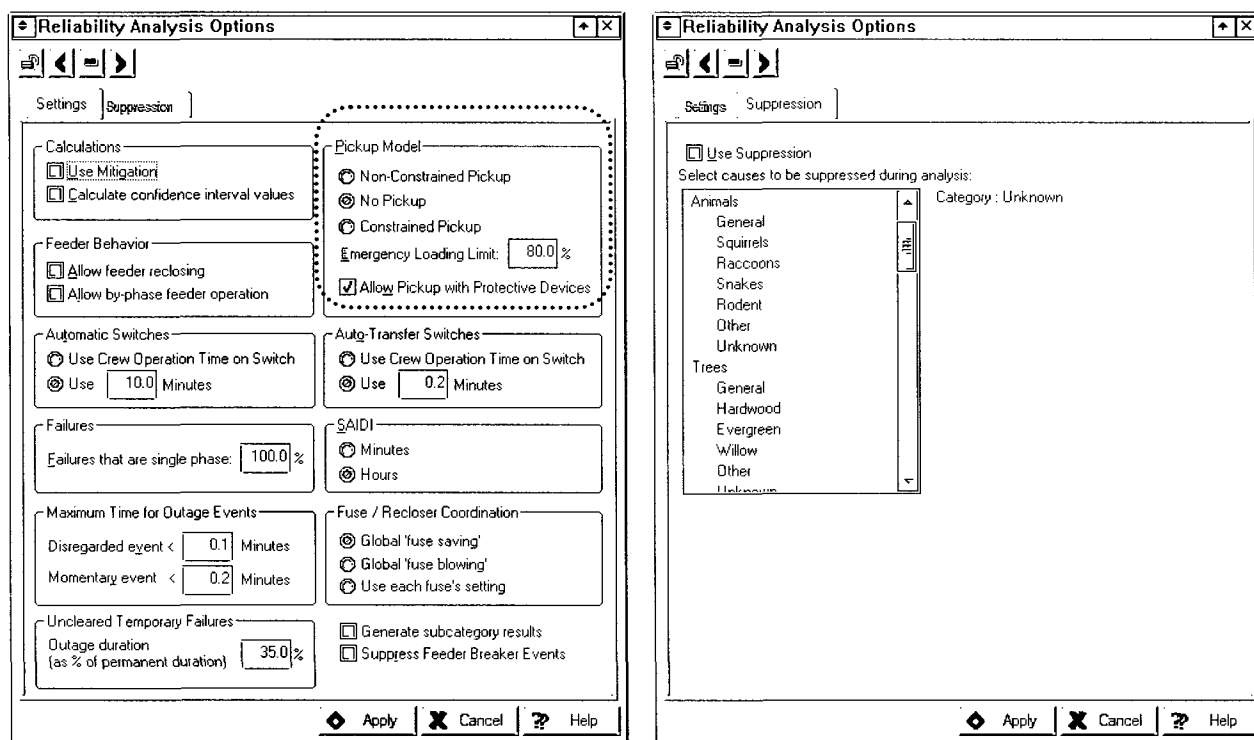 Reliability Analysis Options
Settings
Suppression
Calculations
Use Mitigation
Calculate confidence interval values
Pickup Model
Non-Constrained Pickup
No Pickup
Constrained Pickup
Emergency Loading Limit: 80.0 %
Allow Pickup with Protective Devices
Feeder Behavior
Allow feeder reclosing
Allow by-phase feeder operation
Automatic Switches
Use Crew Operation Time on Switch
Use 10.0 Minutes
Auto-Transfer Switches
Use Crew Operation Time on Switch
Use 0.2 Minutes
Failures
Failures that are single phase: 100.0 %
SAIDI
Minutes
Hours
Maximum Time for Outage Events
Disregarded event < 0.1 Minutes
Momentary event < 0.2 Minutes
Fuse / Recloser Coordination
Global 'fuse saving'
Global 'fuse blowing'
Use each fuse's setting
Uncleared Temporary Failures
Outage duration
(as % of permanent duration) 35.0 %
Generate subcategory results
Suppress Feeder Breaker Events
Apply
Cancel
?? Help
Reliability Analysis Options
Settings
Suppression
Use Suppression
Select causes to be suppressed during analysis:
Animals
General
Squirrels
Raccoons
Snakes
Rodent
Other
Unknown
Trees
General
Hardwood
Evergreen
Willow
Other
Unknown
Category : Unknown
Apply
Cancel
?? Help